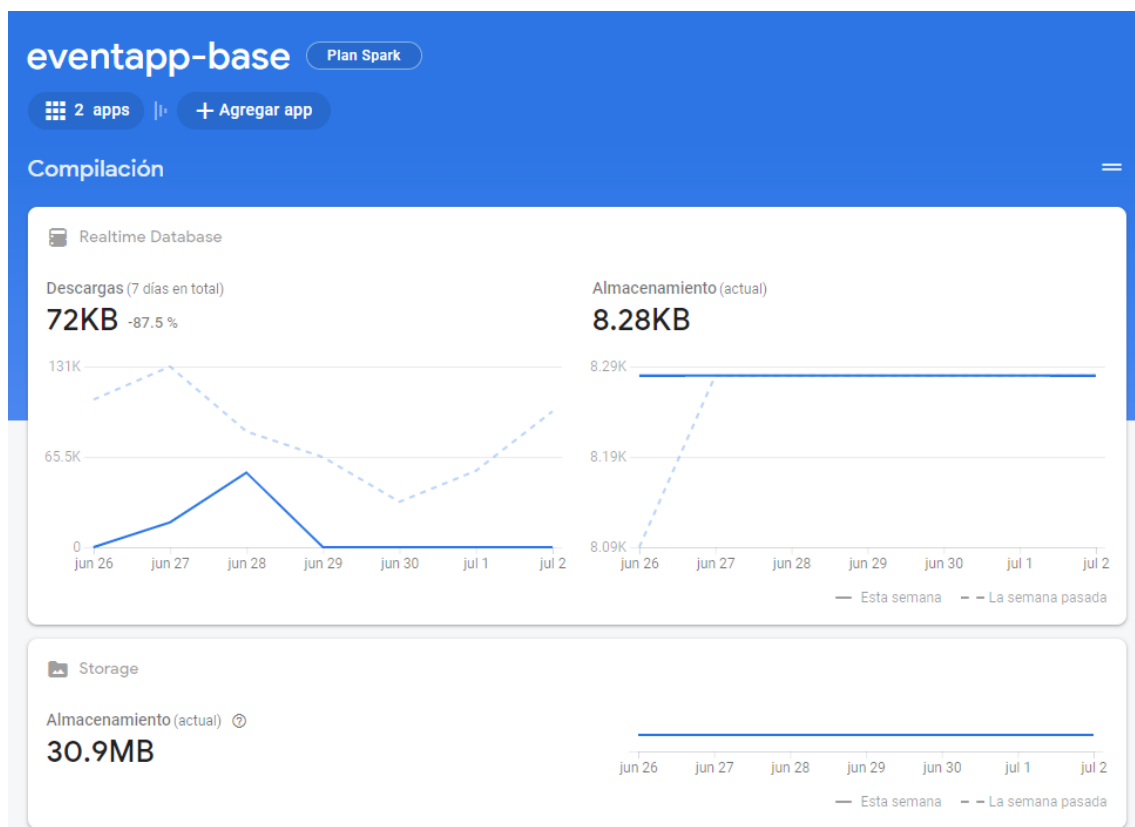 eventapp-base Plan Spark
2 apps + Agregar app
Compilación
Realtime Database
Descargas (7 días en total)
72KB -87.5 %
131K
65.5K
0
jun 26 jun 27 jun 28 jun 29 jun 30 jul 1 jul 2
Almacenamiento (actual)
8.28KB
8.29K
8.19K
8.09K
jun 26 jun 27 jun 28 jun 29 jun 30 jul 1 jul 2
Esta semana La semana pasada
Storage
Almacenamiento (actual) ?
30.9MB
jun 26 jun 27 jun 28 jun 29 jun 30 jul 1 jul 2
Esta semana La semana pasada